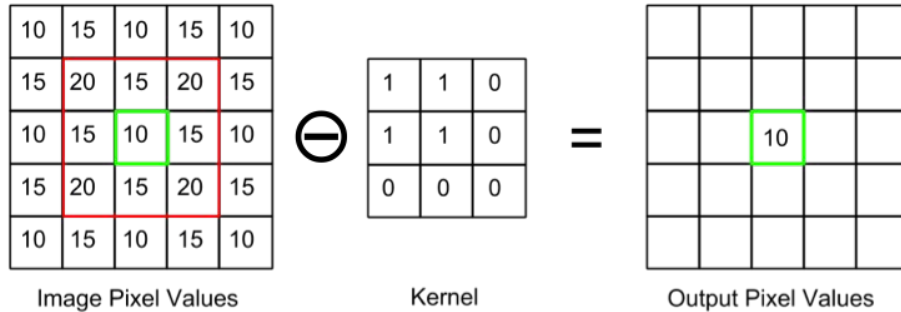 10 15 10 15 10
15 20 15 20 15 1 1 0
10 15 10 15 10 ⊖ 1 1 0 = 10
15 20 15 20 15 0 0 0
10 15 10 15 10
Image Pixel Values Kernel Output Pixel Values